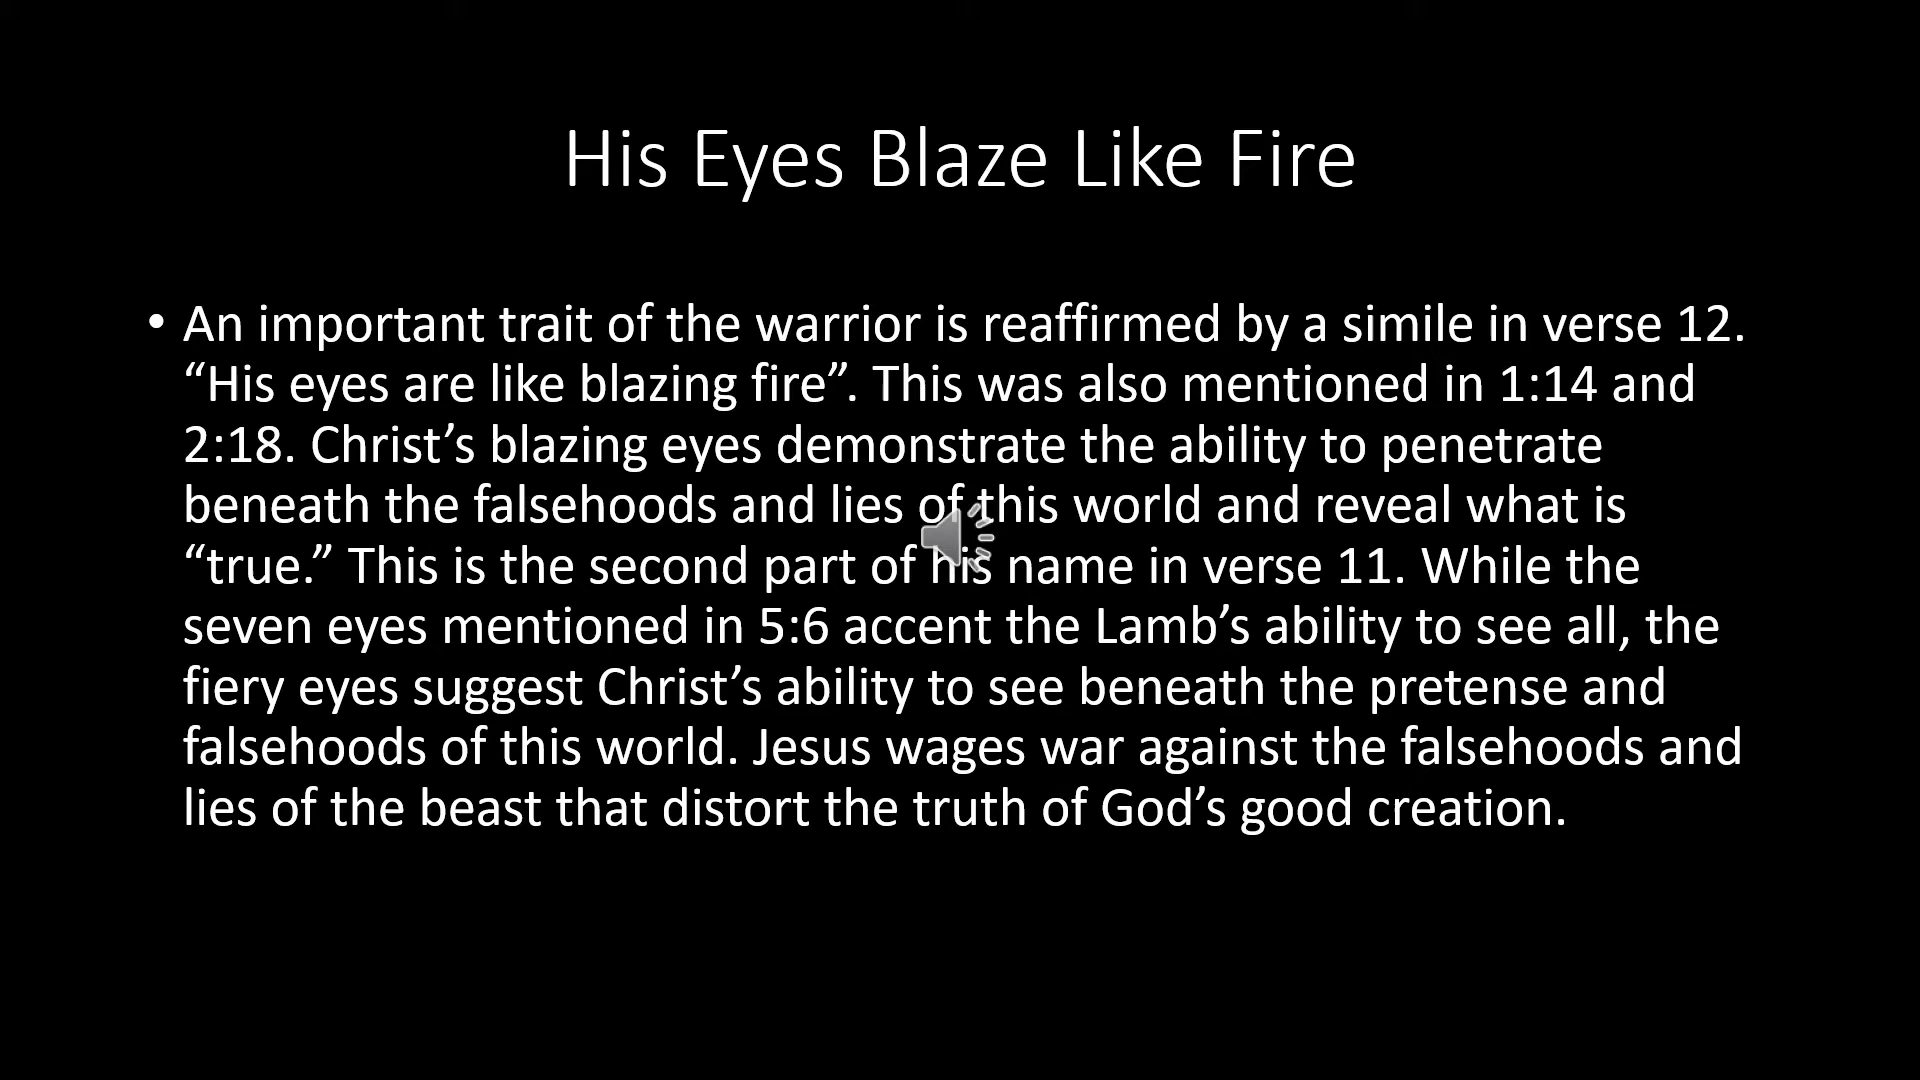 His Eyes Blaze Like Fire
• An important trait of the warrior is reaffirmed by a simile in verse 12.
“His eyes are like blazing fire”. This was also mentioned in 1:14 and
2:18. Christ’s blazing eyes demonstrate the ability to penetrate
beneath the falsehoods and lies of this world and reveal what is
“true.” This is the second part of his name in verse 11. While the
seven eyes mentioned in 5:6 accent the Lamb’s ability to see all, the
fiery eyes suggest Christ’s ability to see beneath the pretense and
falsehoods of this world. Jesus wages war against the falsehoods and
lies of the beast that distort the truth of God’s good creation.